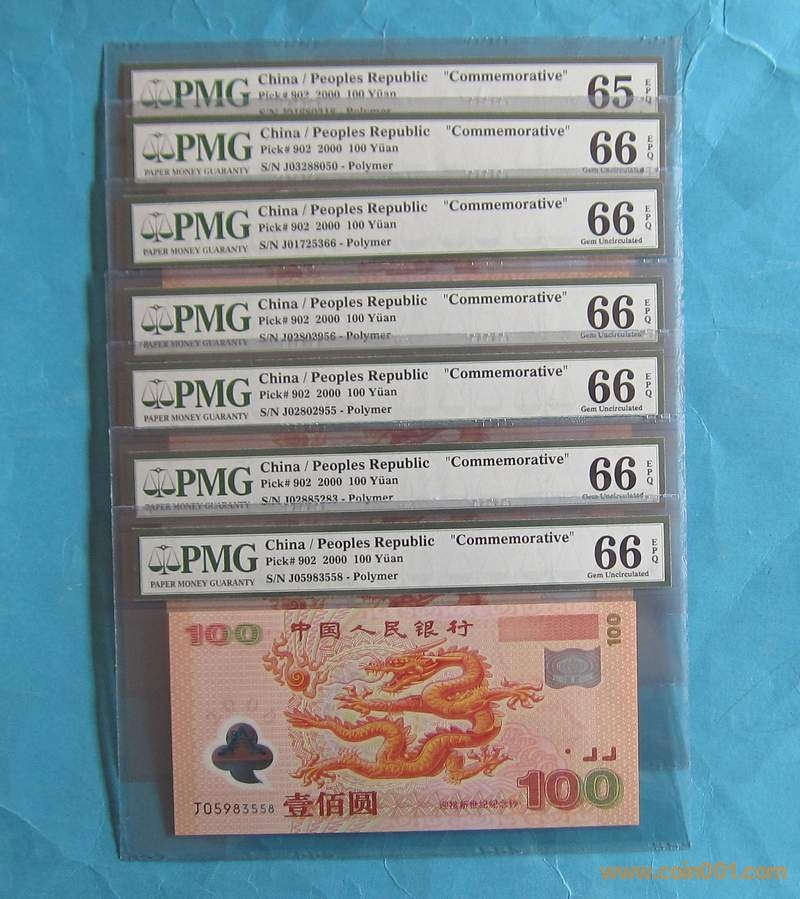 PMG China / Peoples Republic "Commemorative" 65 EPQ
Pick# 902 2000 100 Yüan
PMG China / Peoples Republic "Commemorative" 66 EPQ
Pick# 902 2000 100 Yüan
PAPER MONEY GUARANTY S/N J03288050 - Polymer Gem Uncirculated
PMG China / Peoples Republic "Commemorative" 66 EPQ
Pick# 902 2000 100 Yüan
PAPER MONEY GUARANTY S/N J01725366 - Polymer Gem Uncirculated
PMG China / Peoples Republic "Commemorative" 66 EPQ
Pick# 902 2000 100 Yüan
PAPER MONEY GUARANTY S/N J02802956 - Polymer
PMG China / Peoples Republic "Commemorative" 66 EPQ
Pick# 902 2000 100 Yüan
PAPER MONEY GUARANTY S/N J02802955 - Polymer Gem Uncirculated
PMG China / Peoples Republic "Commemorative" 66 EPQ
Pick# 902 2000 100 Yüan
PAPER MONEY GUARANTY S/N J02885283 - Polymer Gem Uncirculated
PMG China / Peoples Republic "Commemorative" 66 EPQ
Pick# 902 2000 100 Yüan
PAPER MONEY GUARANTY S/N J05983558 - Polymer Gem Uncirculated
100 中国人民银行 100
2000
J05983558 壹佰圆 迎接新世纪纪念钞 100
www.coin001.com